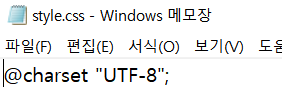 style.css - Windows 메모장
파일(F) 편집(E) 서식(O) 보기(V) 도움
@charset "UTF-8";